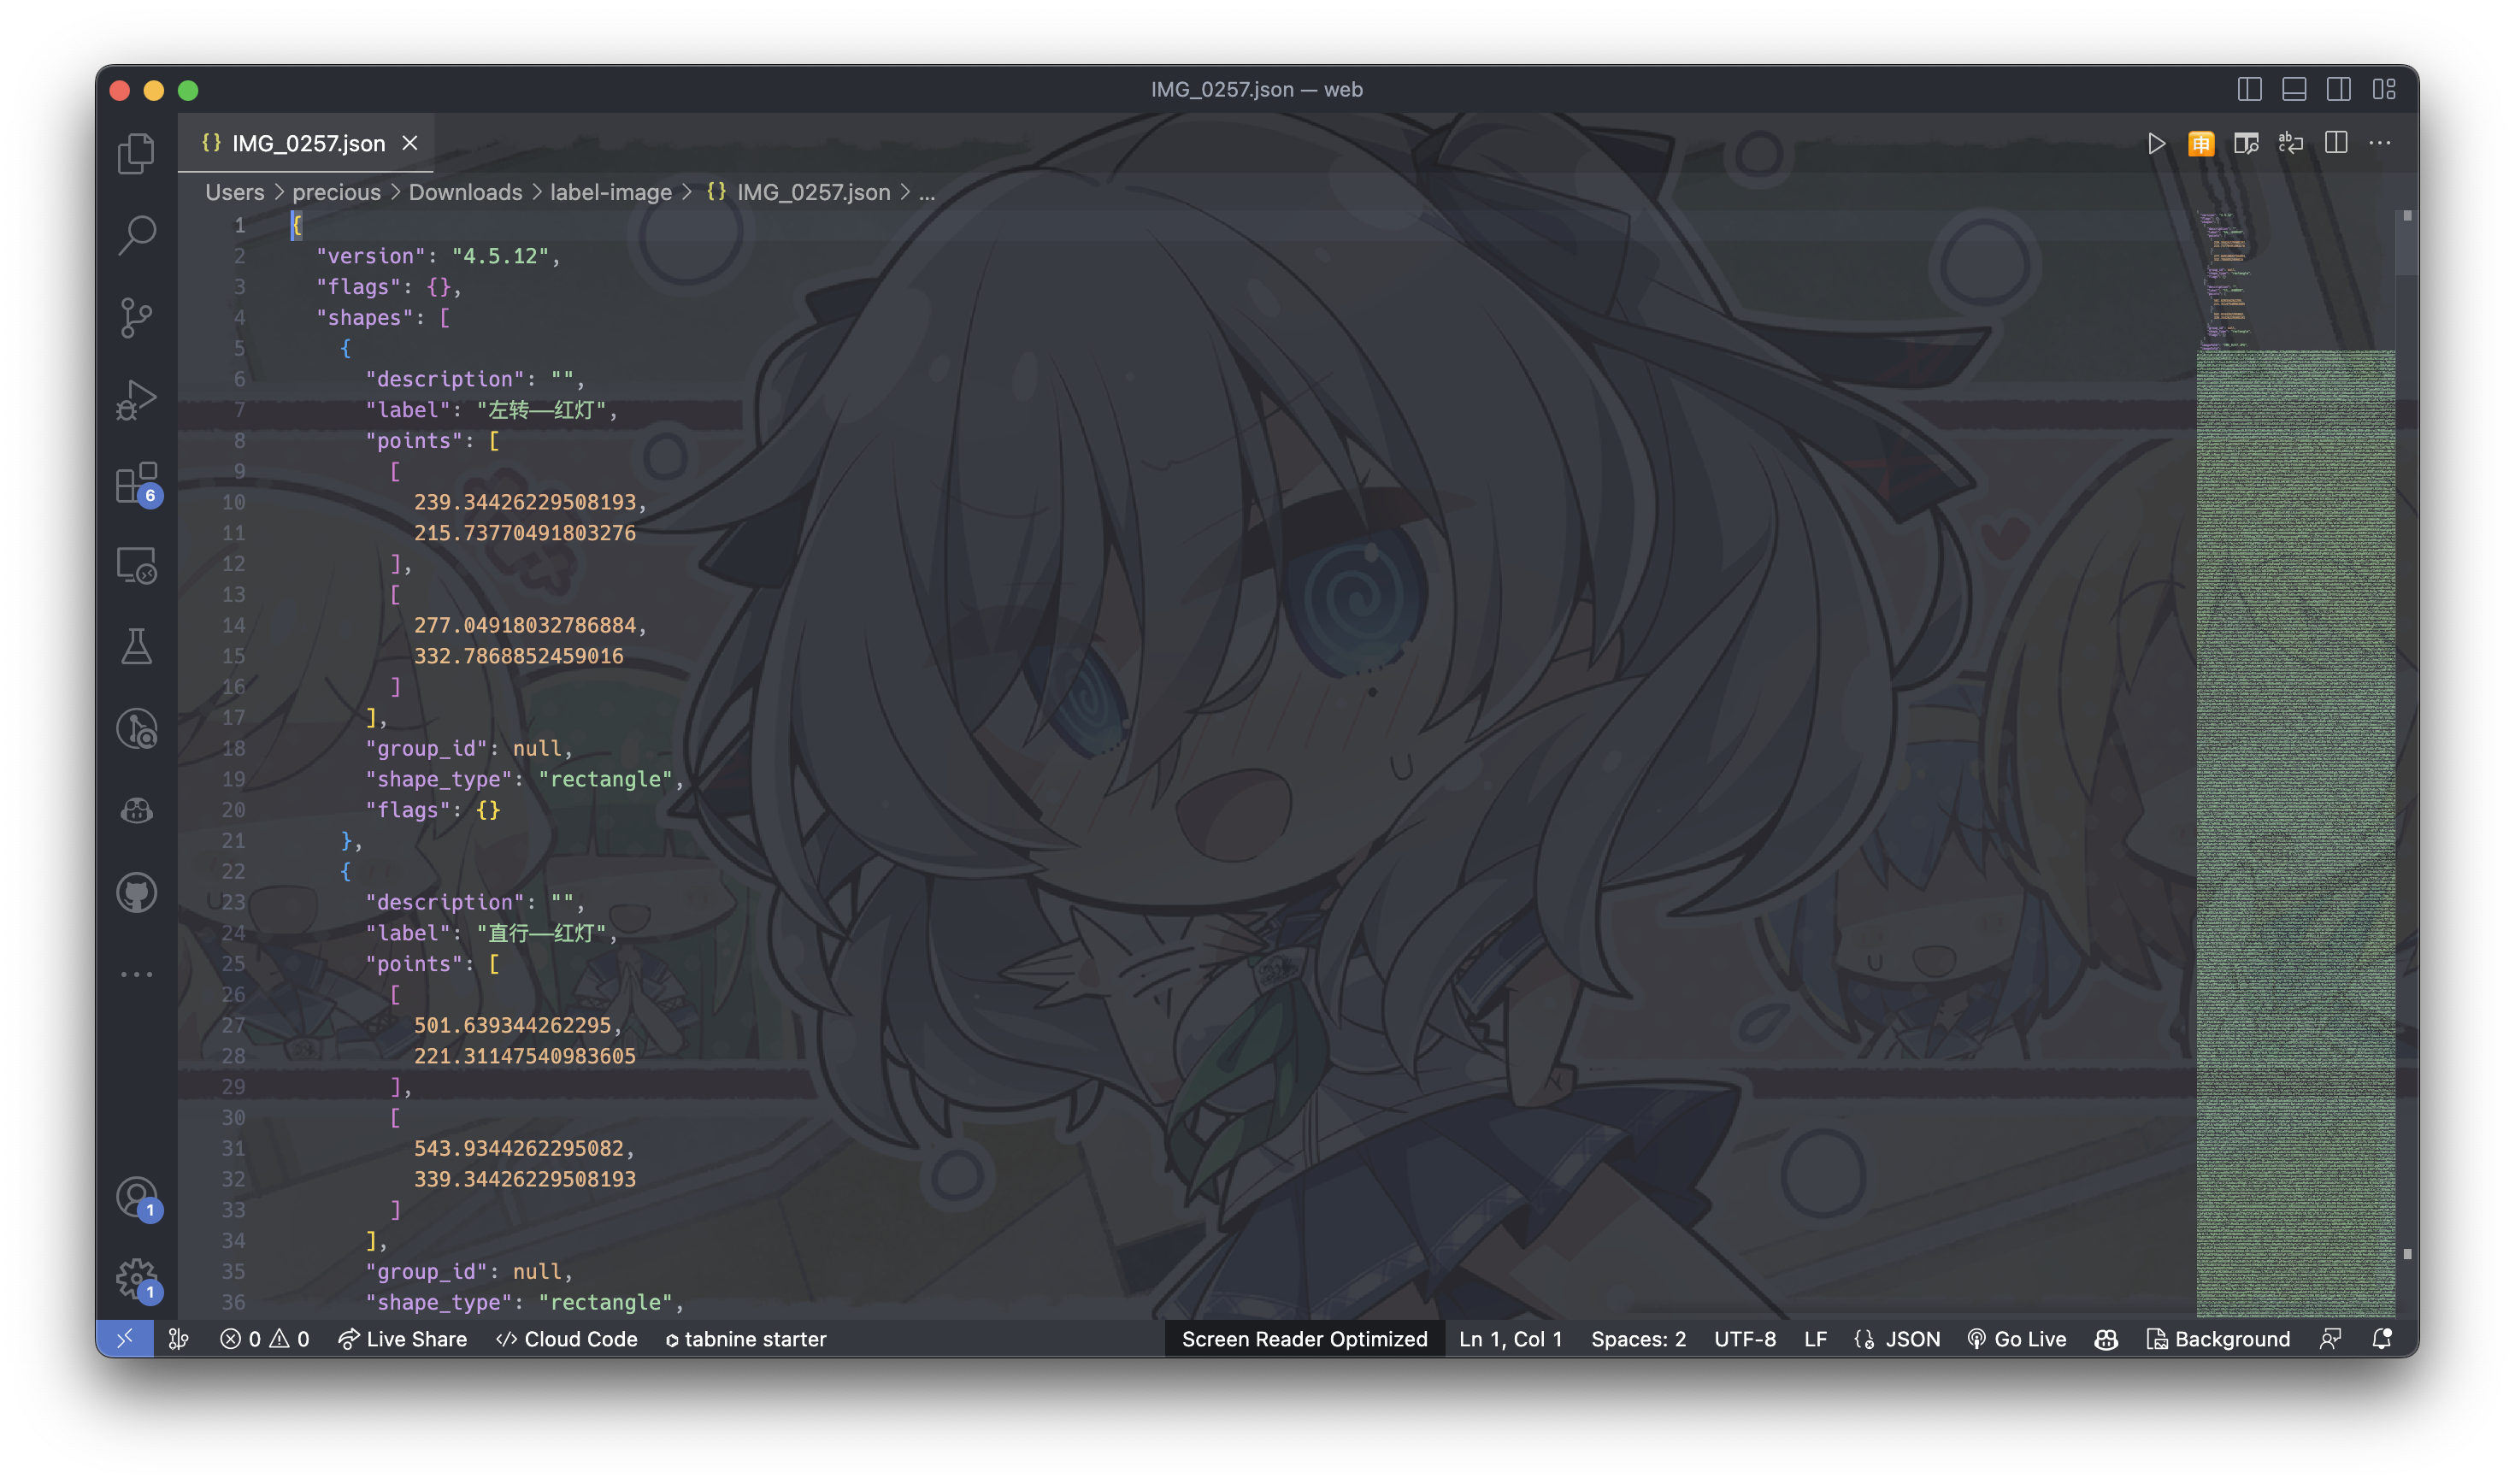 IMG_0257.json — web
{} IMG_0257.json
Users > precious > Downloads > label-image > {} IMG_0257.json > ...
1 {
2 "version": "4.5.12",
3 "flags": {},
4 "shapes": [
5 {
6 "description": "",
7 "label": "左转——红灯",
8 "points": [
9 [
10 239.34426229508193,
11 215.73770491803276
12 ],
13 [
14 277.04918032786884,
15 332.7868852459016
16 ]
17 ],
18 "group_id": null,
19 "shape_type": "rectangle",
20 "flags": {}
21 },
22 {
23 "description": "",
24 "label": "直行——红灯",
25 "points": [
26 [
27 501.639344262295,
28 221.31147540983605
29 ],
30 [
31 543.9344262295082,
32 339.34426229508193
33 ]
34 ],
35 "group_id": null,
36 "shape_type": "rectangle",
6
1
1
0 0 Live Share Cloud Code tabnine starter Screen Reader Optimized Ln 1, Col 1 Spaces: 2 UTF-8 LF JSON Go Live Background